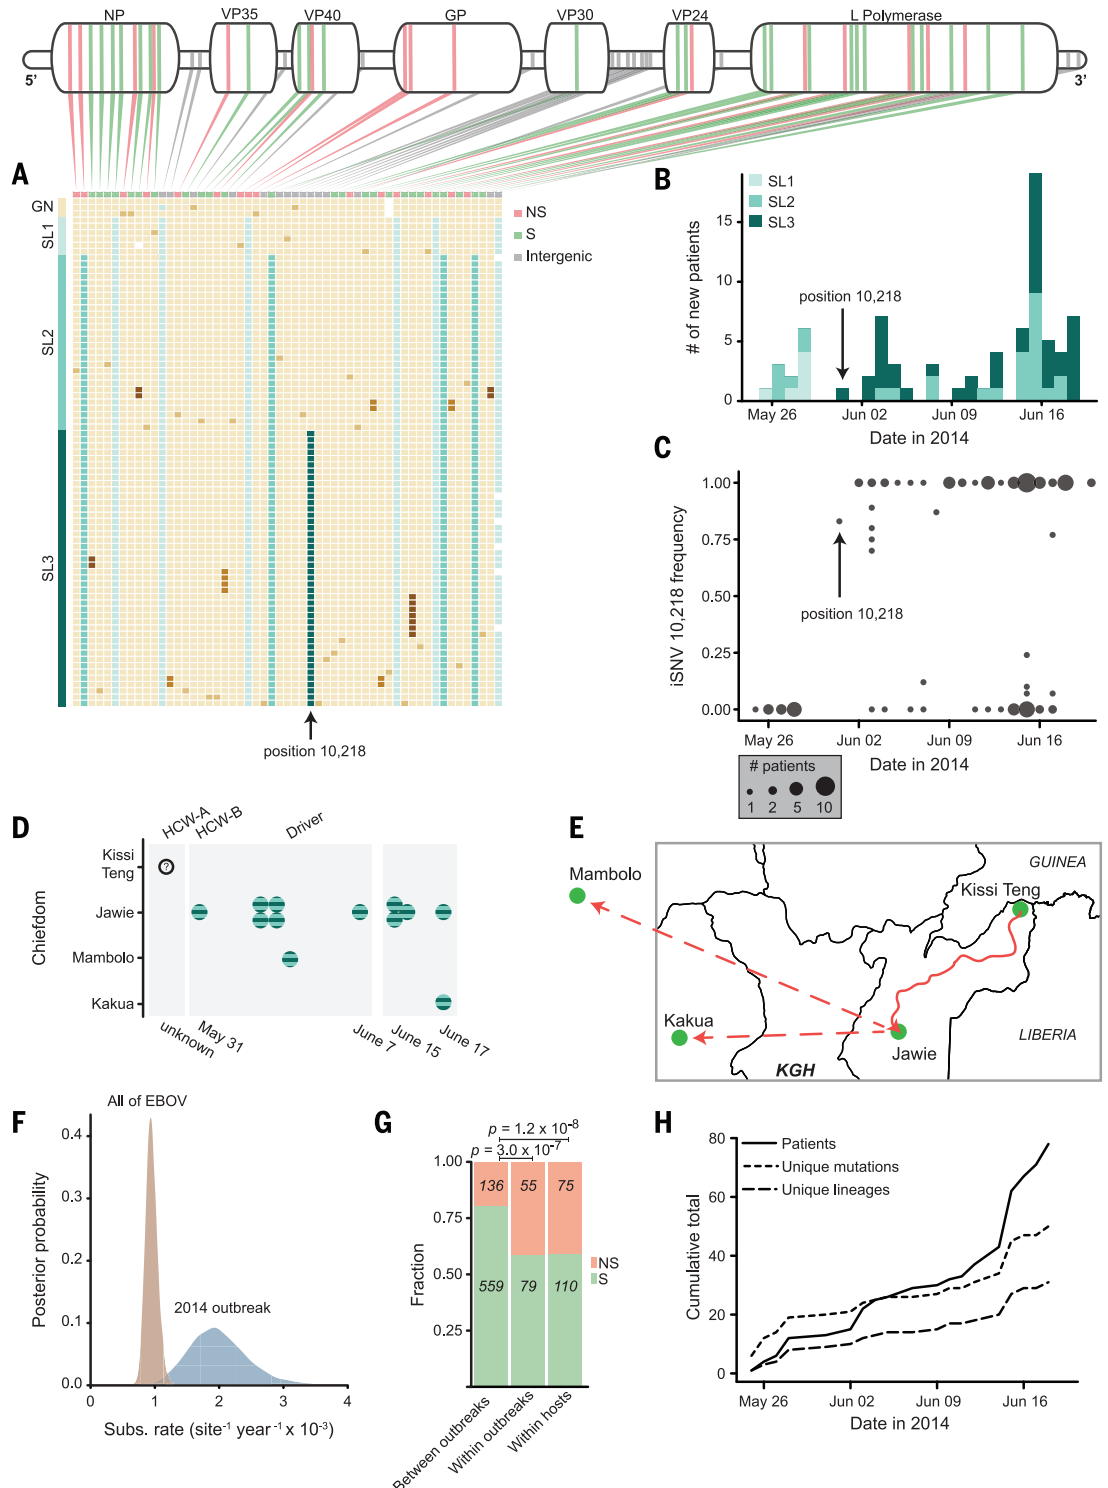 NP VP35 VP40 GP VP30 VP24 L Polymerase
5' 3'
A
GN
SL1
SL2
SL3
NS
S
Intergenic
position 10,218
B
SL1
SL2
SL3
position 10,218
# of new patients
15
10
5
0
May 26 Jun 02 Jun 09 Jun 16
Date in 2014
C
iSNV 10,218 frequency
1.00
0.75
0.50
0.25
0.00
position 10,218
May 26 Jun 02 Jun 09 Jun 16
Date in 2014
# patients
1 2 5 10
D
HCW-A
HCW-B
Driver
Chiefdom
Kissi
Teng
?
Jawie
Mambolo
Kakua
unknown
May 31
June 7
June 15
June 17
E
Mambolo
GUINEA
Kissi Teng
Kakua
Jawie
LIBERIA
KGH
F
All of EBOV
2014 outbreak
Posterior probability
0.4
0.3
0.2
0.1
0.0
0 1 2 3 4
Subs. rate (site⁻¹ year⁻¹ x 10⁻³)
G
p = 1.2 x 10⁻⁸
p = 3.0 x 10⁻⁷
Fraction
1.00
0.75
0.50
0.25
136 55 75
559 79 110
NS
S
Between outbreaks
Within outbreaks
Within hosts
H
Patients
Unique mutations
Unique lineages
Cumulative total
80
60
40
20
0
May 26 Jun 02 Jun 09 Jun 16
Date in 2014